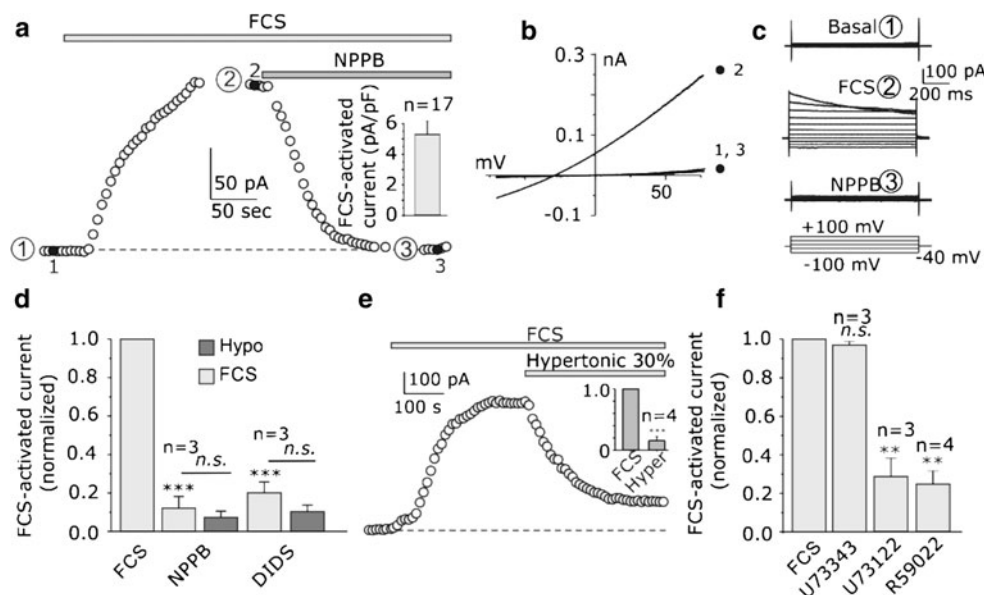 a
FCS
NPPB
1
1
2
2
3
3
50 pA
50 sec
FCS-activated
current (pA/pF)
n=17
6
4
2
0
b
0.3
nA
0.1
-0.1
mV
50
2
1, 3
c
Basal 1
100 pA
200 ms
FCS 2
NPPB 3
+100 mV
-100 mV
-40 mV
d
FCS-activated current
(normalized)
1.0
0.8
0.6
0.4
0.2
0.0
Hypo
FCS
n=3
n.s.
***
n=3
n.s.
***
FCS
NPPB
DIDS
e
FCS
Hypertonic 30%
100 pA
100 s
1.0
0
n=4
FCS
Hyper
f
FCS-activated current
(normalized)
1.0
0.8
0.6
0.4
0.2
0.0
n=3
n.s.
n=3
**
n=4
**
FCS
U73343
U73122
R59022